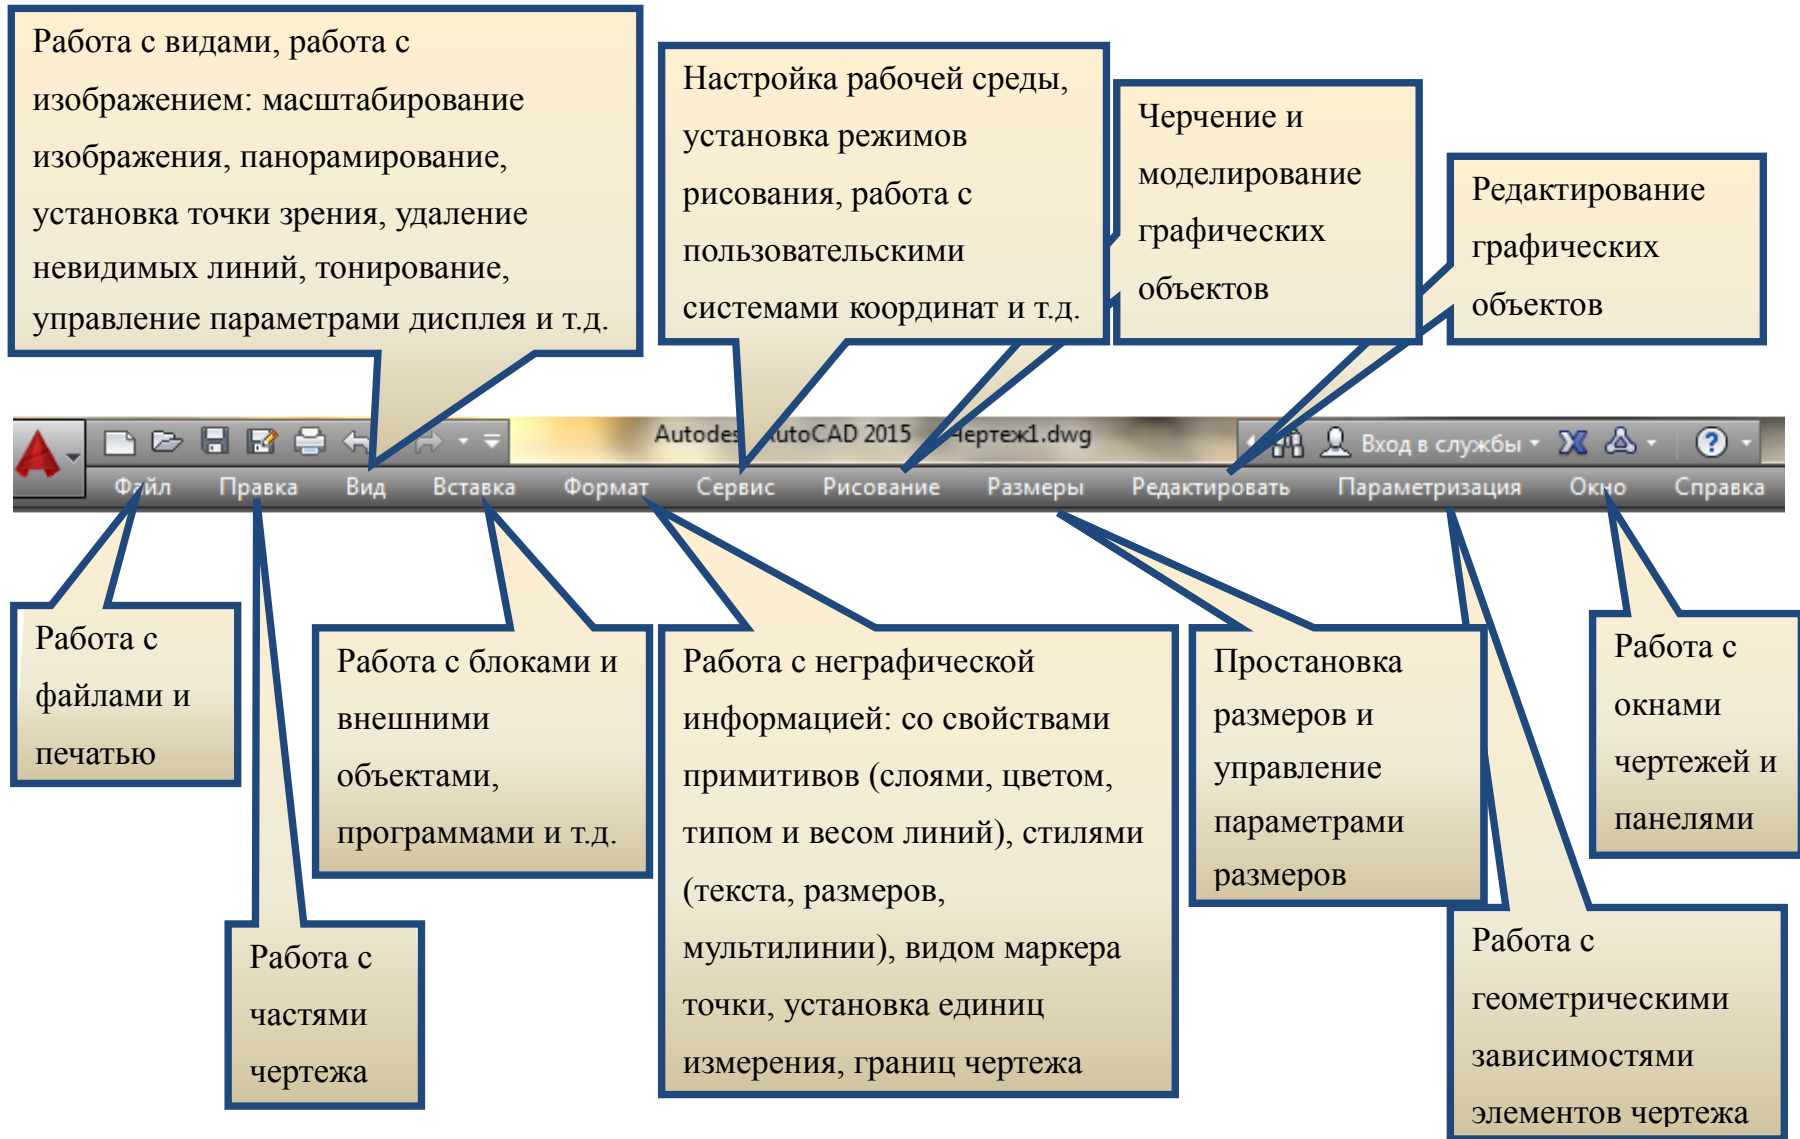 Работа с видами, работа с
изображением: масштабирование
изображения, панорамирование,
установка точки зрения, удаление
невидимых линий, тонирование,
управление параметрами дисплея и т.д.
Настройка рабочей среды,
установка режимов
рисования, работа с
пользовательскими
системами координат и т.д.
Черчение и
моделирование
графических
объектов
Редактирование
графических
объектов
AutoCAD 2015 Чертеж1.dwg
Вход в службы
Файл Правка Вид Вставка Формат Сервис Рисование Размеры Редактировать Параметризация Окно Справка
Работа с
файлами и
печатью
Работа с
частями
чертежа
Работа с блоками и
внешними
объектами,
программами и т.д.
Работа с неграфической
информацией: со свойствами
примитивов (слоями, цветом,
типом и весом линий), стилями
(текста, размеров,
мультилинии), видом маркера
точки, установка единиц
измерения, границ чертежа
Простановка
размеров и
управление
параметрами
размеров
Работа с
геометрическими
зависимостями
элементов чертежа
Работа с
окнами
чертежей и
панелями